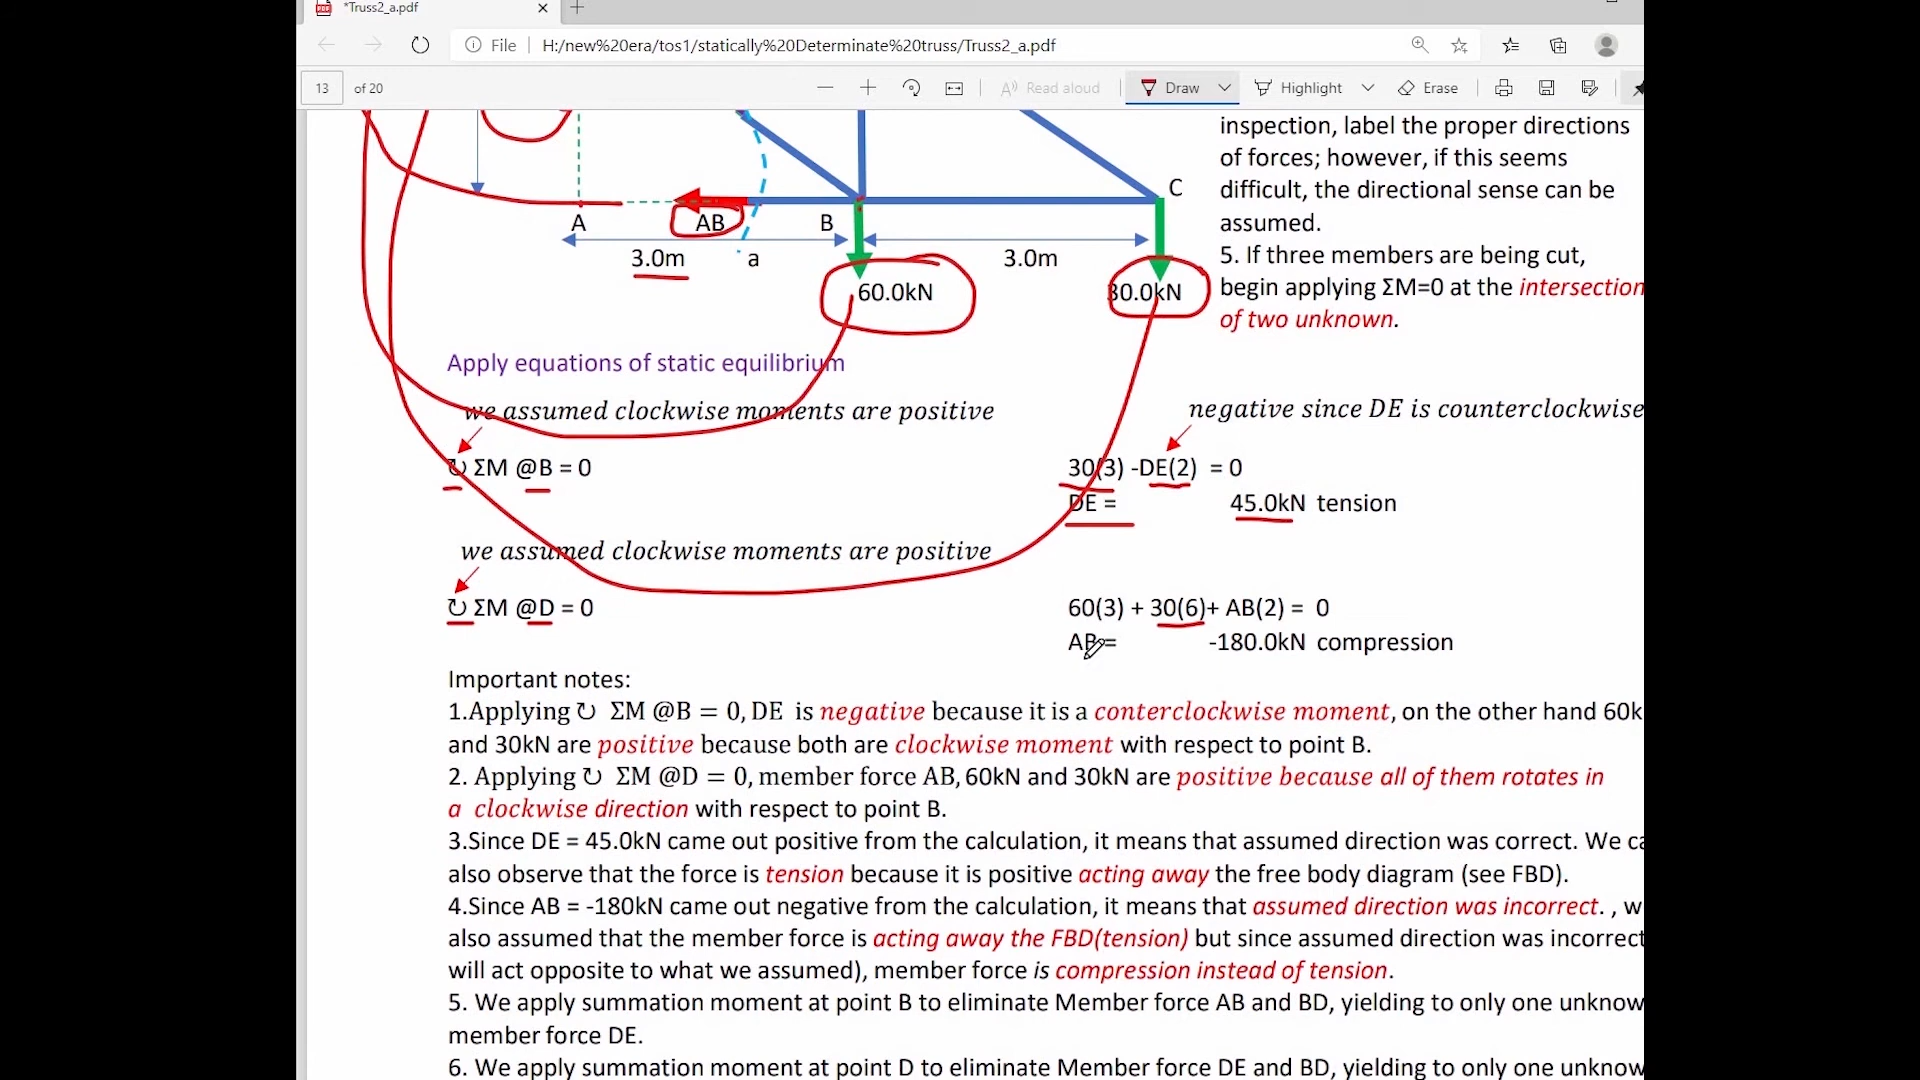 *Truss2_a.pdf
File
H:/new%20era/tos1/statically%20Determinate%20truss/Truss2_a.pdf
13 of 20
Read aloud
Draw
Highlight
Erase
inspection, label the proper directions
of forces; however, if this seems
difficult, the directional sense can be
assumed.
5. If three members are being cut,
begin applying ΣM=0 at the intersection
of two unknown.
C
A
AB
B
3.0m
a
3.0m
60.0kN
30.0kN
Apply equations of static equilibrium
we assumed clockwise moments are positive
negative since DE is counterclockwise
↻ ΣM @B = 0
30(3) -DE(2) = 0
DE = 45.0kN tension
we assumed clockwise moments are positive
↻ ΣM @D = 0
60(3) + 30(6)+ AB(2) = 0
AB = -180.0kN compression
Important notes:
1.Applying ↻ ΣM @B = 0, DE is negative because it is a conterclockwise moment, on the other hand 60k
and 30kN are positive because both are clockwise moment with respect to point B.
2. Applying ↻ ΣM @D = 0, member force AB, 60kN and 30kN are positive because all of them rotates in
a clockwise direction with respect to point B.
3.Since DE = 45.0kN came out positive from the calculation, it means that assumed direction was correct. We ca
also observe that the force is tension because it is positive acting away the free body diagram (see FBD).
4.Since AB = -180kN came out negative from the calculation, it means that assumed direction was incorrect. , w
also assumed that the member force is acting away the FBD(tension) but since assumed direction was incorrect
will act opposite to what we assumed), member force is compression instead of tension.
5. We apply summation moment at point B to eliminate Member force AB and BD, yielding to only one unknow
member force DE.
6. We apply summation moment at point D to eliminate Member force DE and BD, yielding to only one unknow